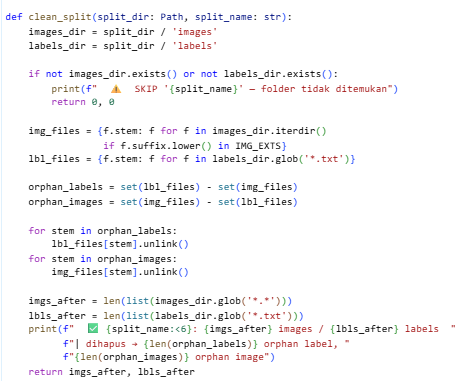 def clean_split(split_dir: Path, split_name: str):
    images_dir = split_dir / 'images'
    labels_dir = split_dir / 'labels'

    if not images_dir.exists() or not labels_dir.exists():
        print(f"  ⚠️  SKIP '{split_name}' — folder tidak ditemukan")
        return 0, 0

    img_files = {f.stem: f for f in images_dir.iterdir()
                 if f.suffix.lower() in IMG_EXTS}
    lbl_files = {f.stem: f for f in labels_dir.glob('*.txt')}

    orphan_labels = set(lbl_files) - set(img_files)
    orphan_images = set(img_files) - set(lbl_files)

    for stem in orphan_labels:
        lbl_files[stem].unlink()
    for stem in orphan_images:
        img_files[stem].unlink()

    imgs_after = len(list(images_dir.glob('*.*')))
    lbls_after = len(list(labels_dir.glob('*.txt')))
    print(f"  ✅ {split_name:<6}: {imgs_after} images / {lbls_after} labels  "
          f"| dihapus → {len(orphan_labels)} orphan label, "
          f"{len(orphan_images)} orphan image")
    return imgs_after, lbls_after